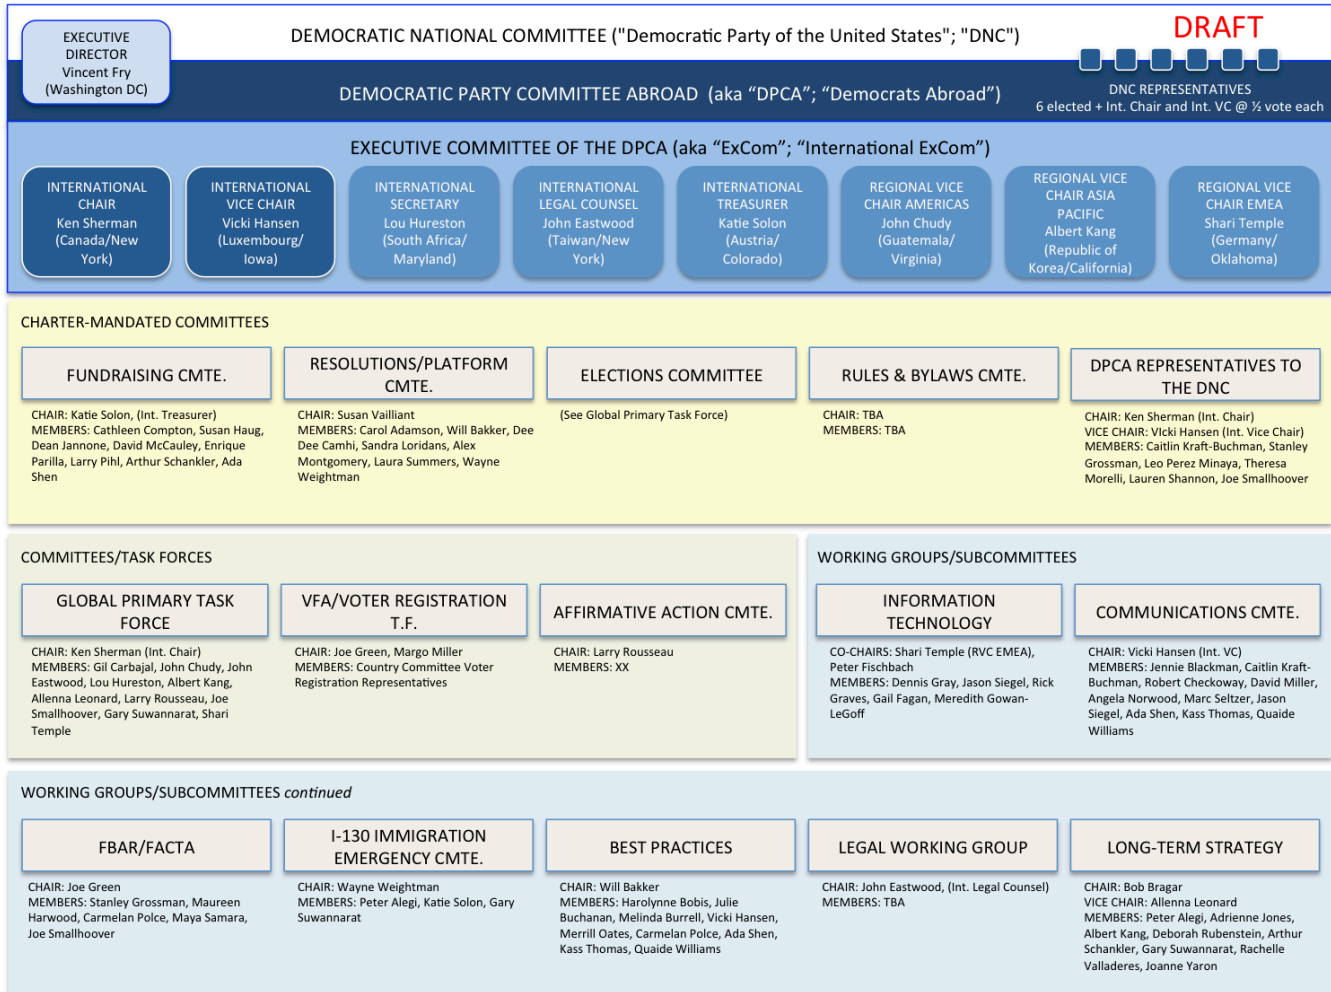 EXECUTIVE
DIRECTOR
Vincent Fry
(Washington DC)
DEMOCRATIC NATIONAL COMMITTEE ("Democratic Party of the United States"; "DNC")
DRAFT
DEMOCRATIC PARTY COMMITTEE ABROAD (aka “DPCA”; “Democrats Abroad”)
DNC REPRESENTATIVES
6 elected + Int. Chair and Int. VC @ ½ vote each
EXECUTIVE COMMITTEE OF THE DPCA (aka “ExCom”; “International ExCom”)
INTERNATIONAL
CHAIR
Ken Sherman
(Canada/New
York)
INTERNATIONAL
VICE CHAIR
Vicki Hansen
(Luxembourg/
Iowa)
INTERNATIONAL
SECRETARY
Lou Hureston
(South Africa/
Maryland)
INTERNATIONAL
LEGAL COUNSEL
John Eastwood
(Taiwan/New
York)
INTERNATIONAL
TREASURER
Katie Solon
(Austria/
Colorado)
REGIONAL VICE
CHAIR AMERICAS
John Chudy
(Guatemala/
Virginia)
REGIONAL VICE
CHAIR ASIA
PACIFIC
Albert Kang
(Republic of
Korea/California)
REGIONAL VICE
CHAIR EMEA
Shari Temple
(Germany/
Oklahoma)
CHARTER-MANDATED COMMITTEES
FUNDRAISING CMTE.
CHAIR: Katie Solon, (Int. Treasurer)
MEMBERS: Cathleen Compton, Susan Haug,
Dean Jannone, David McCauley, Enrique
Parilla, Larry Pihl, Arthur Schankler, Ada
Shen
RESOLUTIONS/PLATFORM
CMTE.
CHAIR: Susan Vailliant
MEMBERS: Carol Adamson, Will Bakker, Dee
Dee Camhi, Sandra Loridans, Alex
Montgomery, Laura Summers, Wayne
Weightman
ELECTIONS COMMITTEE
(See Global Primary Task Force)
RULES & BYLAWS CMTE.
CHAIR: TBA
MEMBERS: TBA
DPCA REPRESENTATIVES TO
THE DNC
CHAIR: Ken Sherman (Int. Chair)
VICE CHAIR: VIcki Hansen (Int. Vice Chair)
MEMBERS: Caitlin Kraft-Buchman, Stanley
Grossman, Leo Perez Minaya, Theresa
Morelli, Lauren Shannon, Joe Smallhoover
COMMITTEES/TASK FORCES
GLOBAL PRIMARY TASK
FORCE
CHAIR: Ken Sherman (Int. Chair)
MEMBERS: Gil Carbajal, John Chudy, John
Eastwood, Lou Hureston, Albert Kang,
Allenna Leonard, Larry Rousseau, Joe
Smallhoover, Gary Suwannarat, Shari
Temple
VFA/VOTER REGISTRATION
T.F.
CHAIR: Joe Green, Margo Miller
MEMBERS: Country Committee Voter
Registration Representatives
AFFIRMATIVE ACTION CMTE.
CHAIR: Larry Rousseau
MEMBERS: XX
WORKING GROUPS/SUBCOMMITTEES
INFORMATION
TECHNOLOGY
CO-CHAIRS: Shari Temple (RVC EMEA),
Peter Fischbach
MEMBERS: Dennis Gray, Jason Siegel, Rick
Graves, Gail Fagan, Meredith Gowan-
LeGoff
COMMUNICATIONS CMTE.
CHAIR: Vicki Hansen (Int. VC)
MEMBERS: Jennie Blackman, Caitlin Kraft-
Buchman, Robert Checkoway, David Miller,
Angela Norwood, Marc Seltzer, Jason
Siegel, Ada Shen, Kass Thomas, Quaide
Williams
WORKING GROUPS/SUBCOMMITTEES continued
FBAR/FACTA
CHAIR: Joe Green
MEMBERS: Stanley Grossman, Maureen
Harwood, Carmelan Polce, Maya Samara,
Joe Smallhoover
I-130 IMMIGRATION
EMERGENCY CMTE.
CHAIR: Wayne Weightman
MEMBERS: Peter Alegi, Katie Solon, Gary
Suwannarat
BEST PRACTICES
CHAIR: Will Bakker
MEMBERS: Harolynne Bobis, Julie
Buchanan, Melinda Burrell, Vicki Hansen,
Merrill Oates, Carmelan Polce, Ada Shen,
Kass Thomas, Quaide Williams
LEGAL WORKING GROUP
CHAIR: John Eastwood, (Int. Legal Counsel)
MEMBERS: TBA
LONG-TERM STRATEGY
CHAIR: Bob Bragar
VICE CHAIR: Allenna Leonard
MEMBERS: Peter Alegi, Adrienne Jones,
Albert Kang, Deborah Rubenstein, Arthur
Schankler, Gary Suwannarat, Rachelle
Valladeres, Joanne Yaron